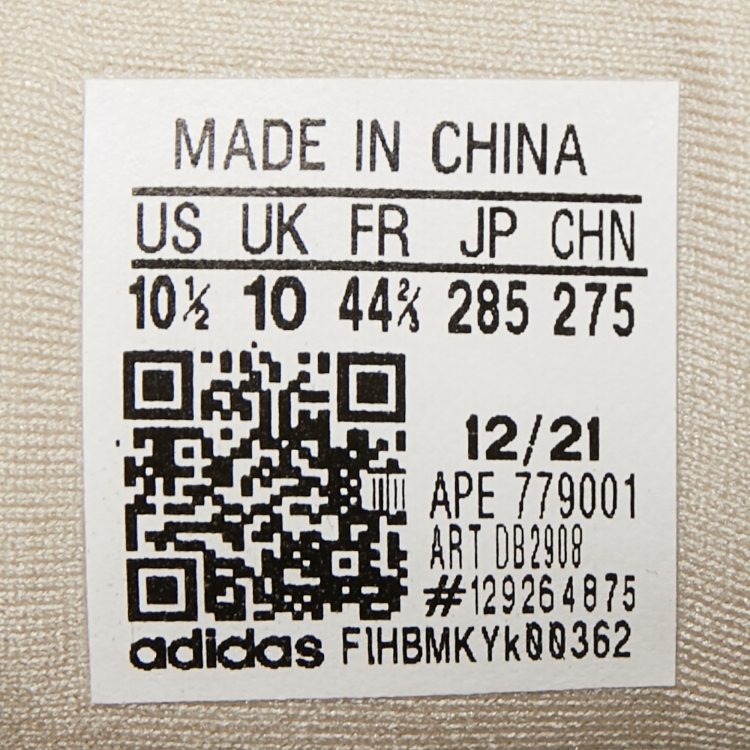 MADE IN CHINA
US UK FR JP CHN
10½ 10 44⅔ 285 275
12/21
APE 779001
ART DB2908
#129264875
adidas F1HBMKYk00362